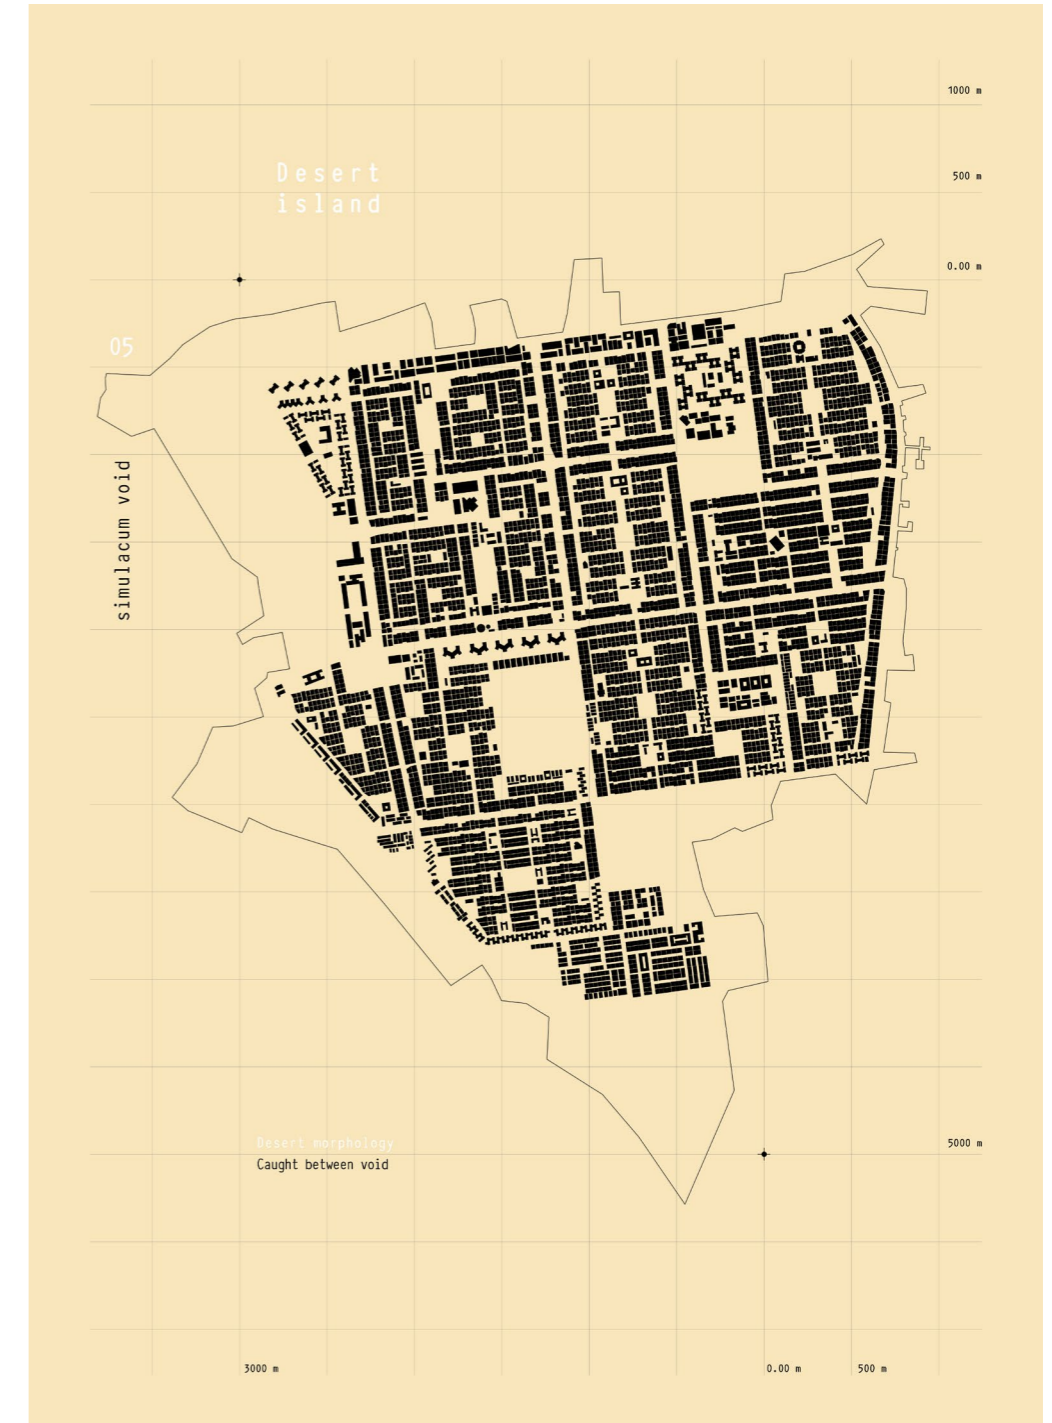 1000 m
Desert
island
500 m
0.00 m
05
simulacum void
Desert morphology
Caught between void
5000 m
3000 m
0.00 m
500 m